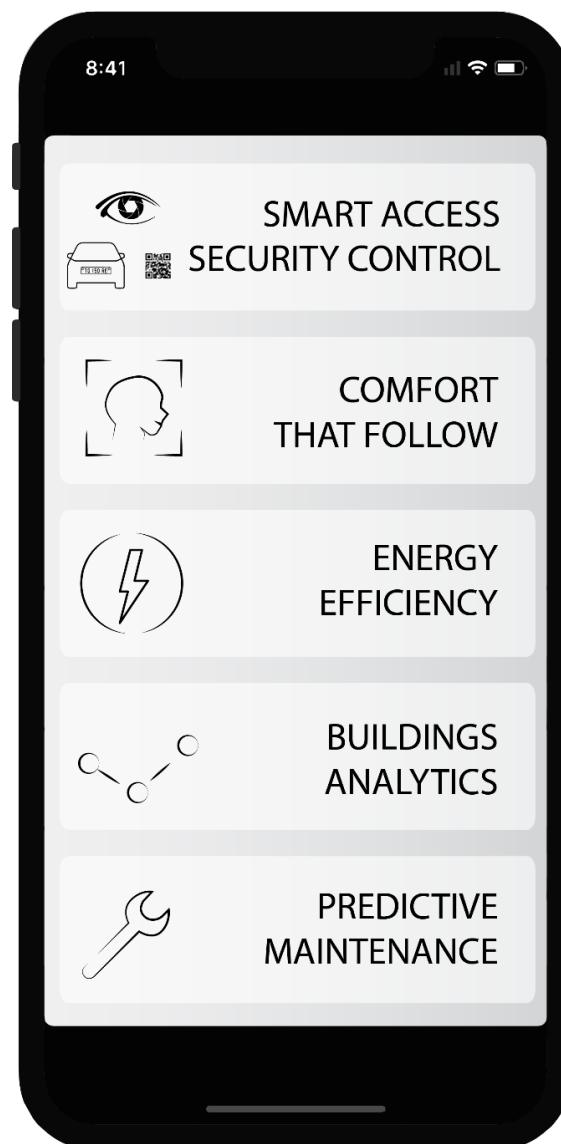 8:41
SMART ACCESS
SECURITY CONTROL
COMFORT
THAT FOLLOW
ENERGY
EFFICIENCY
BUILDINGS
ANALYTICS
PREDICTIVE
MAINTENANCE